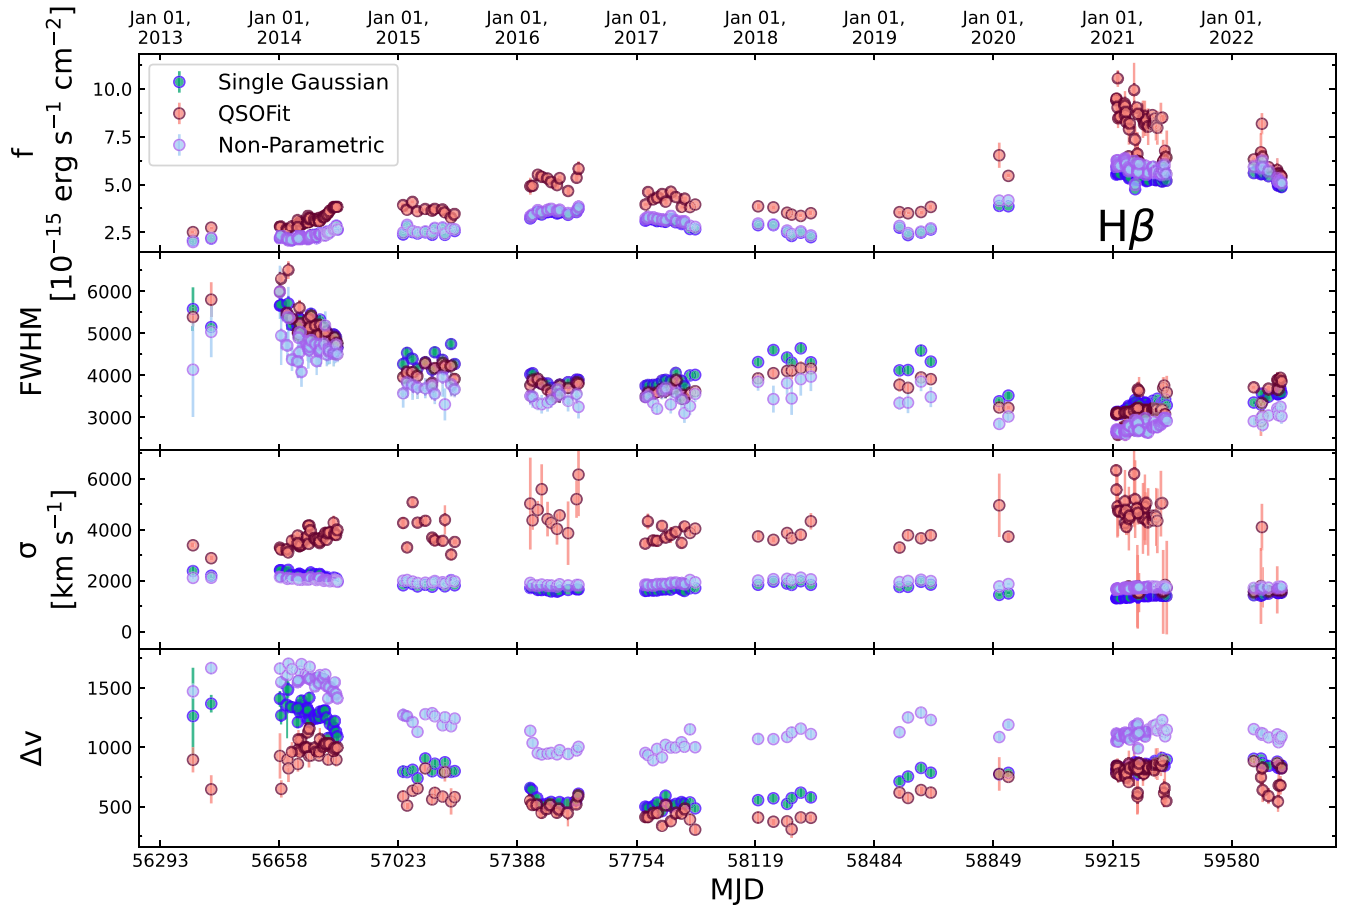 Jan 01, Jan 01, Jan 01, Jan 01, Jan 01, Jan 01, Jan 01, Jan 01, Jan 01, Jan 01,
2013 2014 2015 2016 2017 2018 2019 2020 2021 2022
Single Gaussian
QSOFit
Non-Parametric
f
[10⁻¹⁵ erg s⁻¹ cm⁻²]
10.0
7.5
5.0
2.5
Hβ
FWHM
6000
5000
4000
3000
σ
[km s⁻¹]
6000
4000
2000
0
Δv
1500
1000
500
56293 56658 57023 57388 57754 58119 58484 58849 59215 59580
MJD